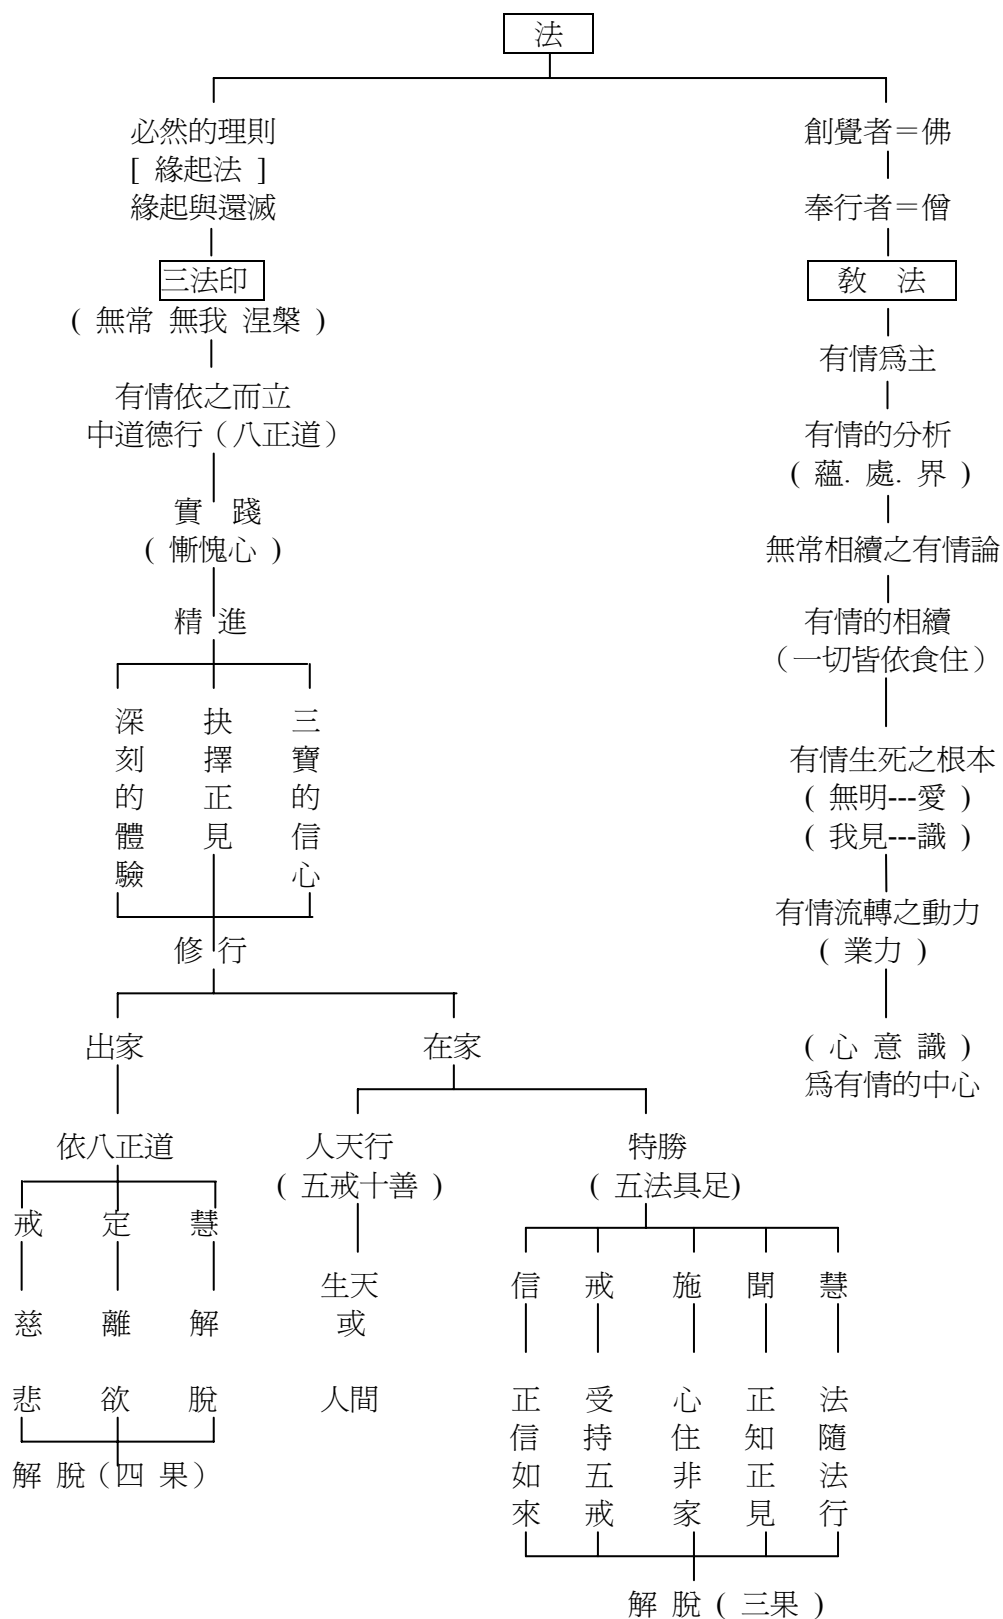 法
必然的理則
[ 緣起法 ]
緣起與還滅
三法印
( 無常 無我 涅槃 )
有情依之而立
中道德行（八正道）
實 踐
( 慚愧心 )
精 進
深刻的體驗
抉擇正見
三寶的信心
修 行
出家
依八正道
戒
定
慧
慈悲
離欲
解脫
解 脫（四 果）
在家
人天行
( 五戒十善 )
生天
或
人間
特勝
( 五法具足)
信
戒
施
聞
慧
正信如來
受持五戒
心住非家
正知正見
法隨法行
解 脫 ( 三果 )
創覺者＝佛
奉行者＝僧
教 法
有情爲主
有情的分析
( 蘊. 處. 界 )
無常相續之有情論
有情的相續
（一切皆依食住）
有情生死之根本
( 無明---愛 )
( 我見---識 )
有情流轉之動力
( 業力 )
( 心 意 識 )
爲有情的中心